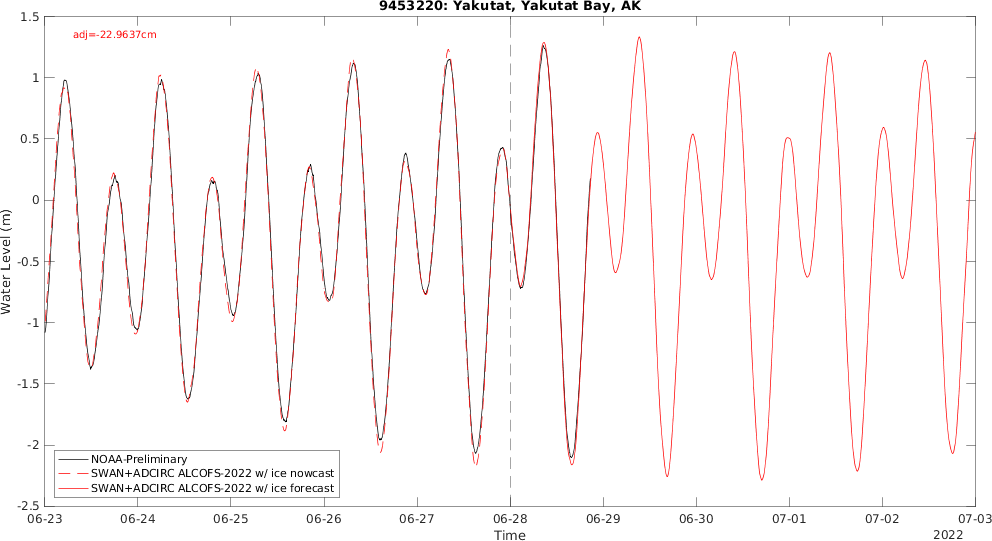 9453220: Yakutat, Yakutat Bay, AK
adj=-22.9637cm
1.5
1
0.5
0
-0.5
-1
-1.5
-2
-2.5
Water Level (m)
NOAA-Preliminary
SWAN+ADCIRC ALCOFS-2022 w/ ice nowcast
SWAN+ADCIRC ALCOFS-2022 w/ ice forecast
06-23 06-24 06-25 06-26 06-27 06-28 06-29 06-30 07-01 07-02 07-03
Time
2022